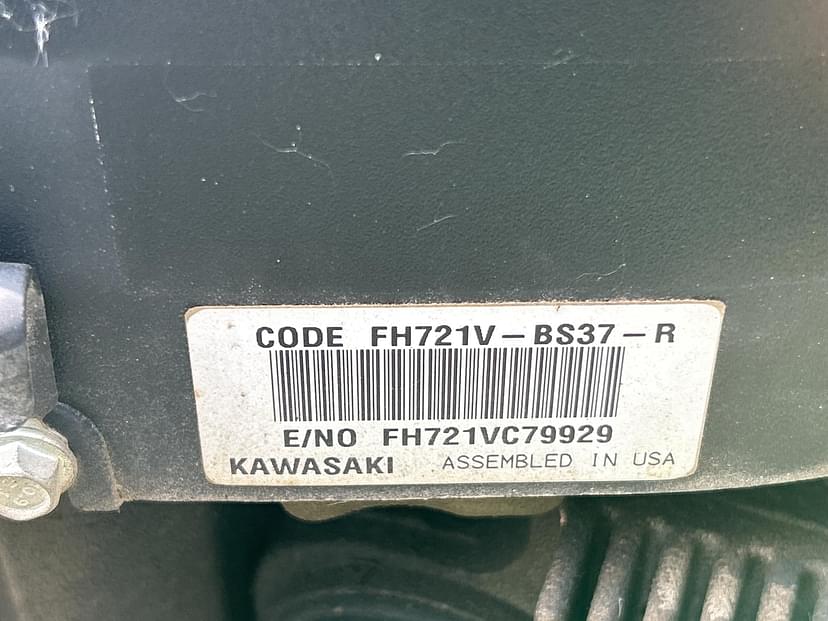 CODE FH721V-BS37-R
E/NO FH721VC79929
KAWASAKI ASSEMBLED IN USA